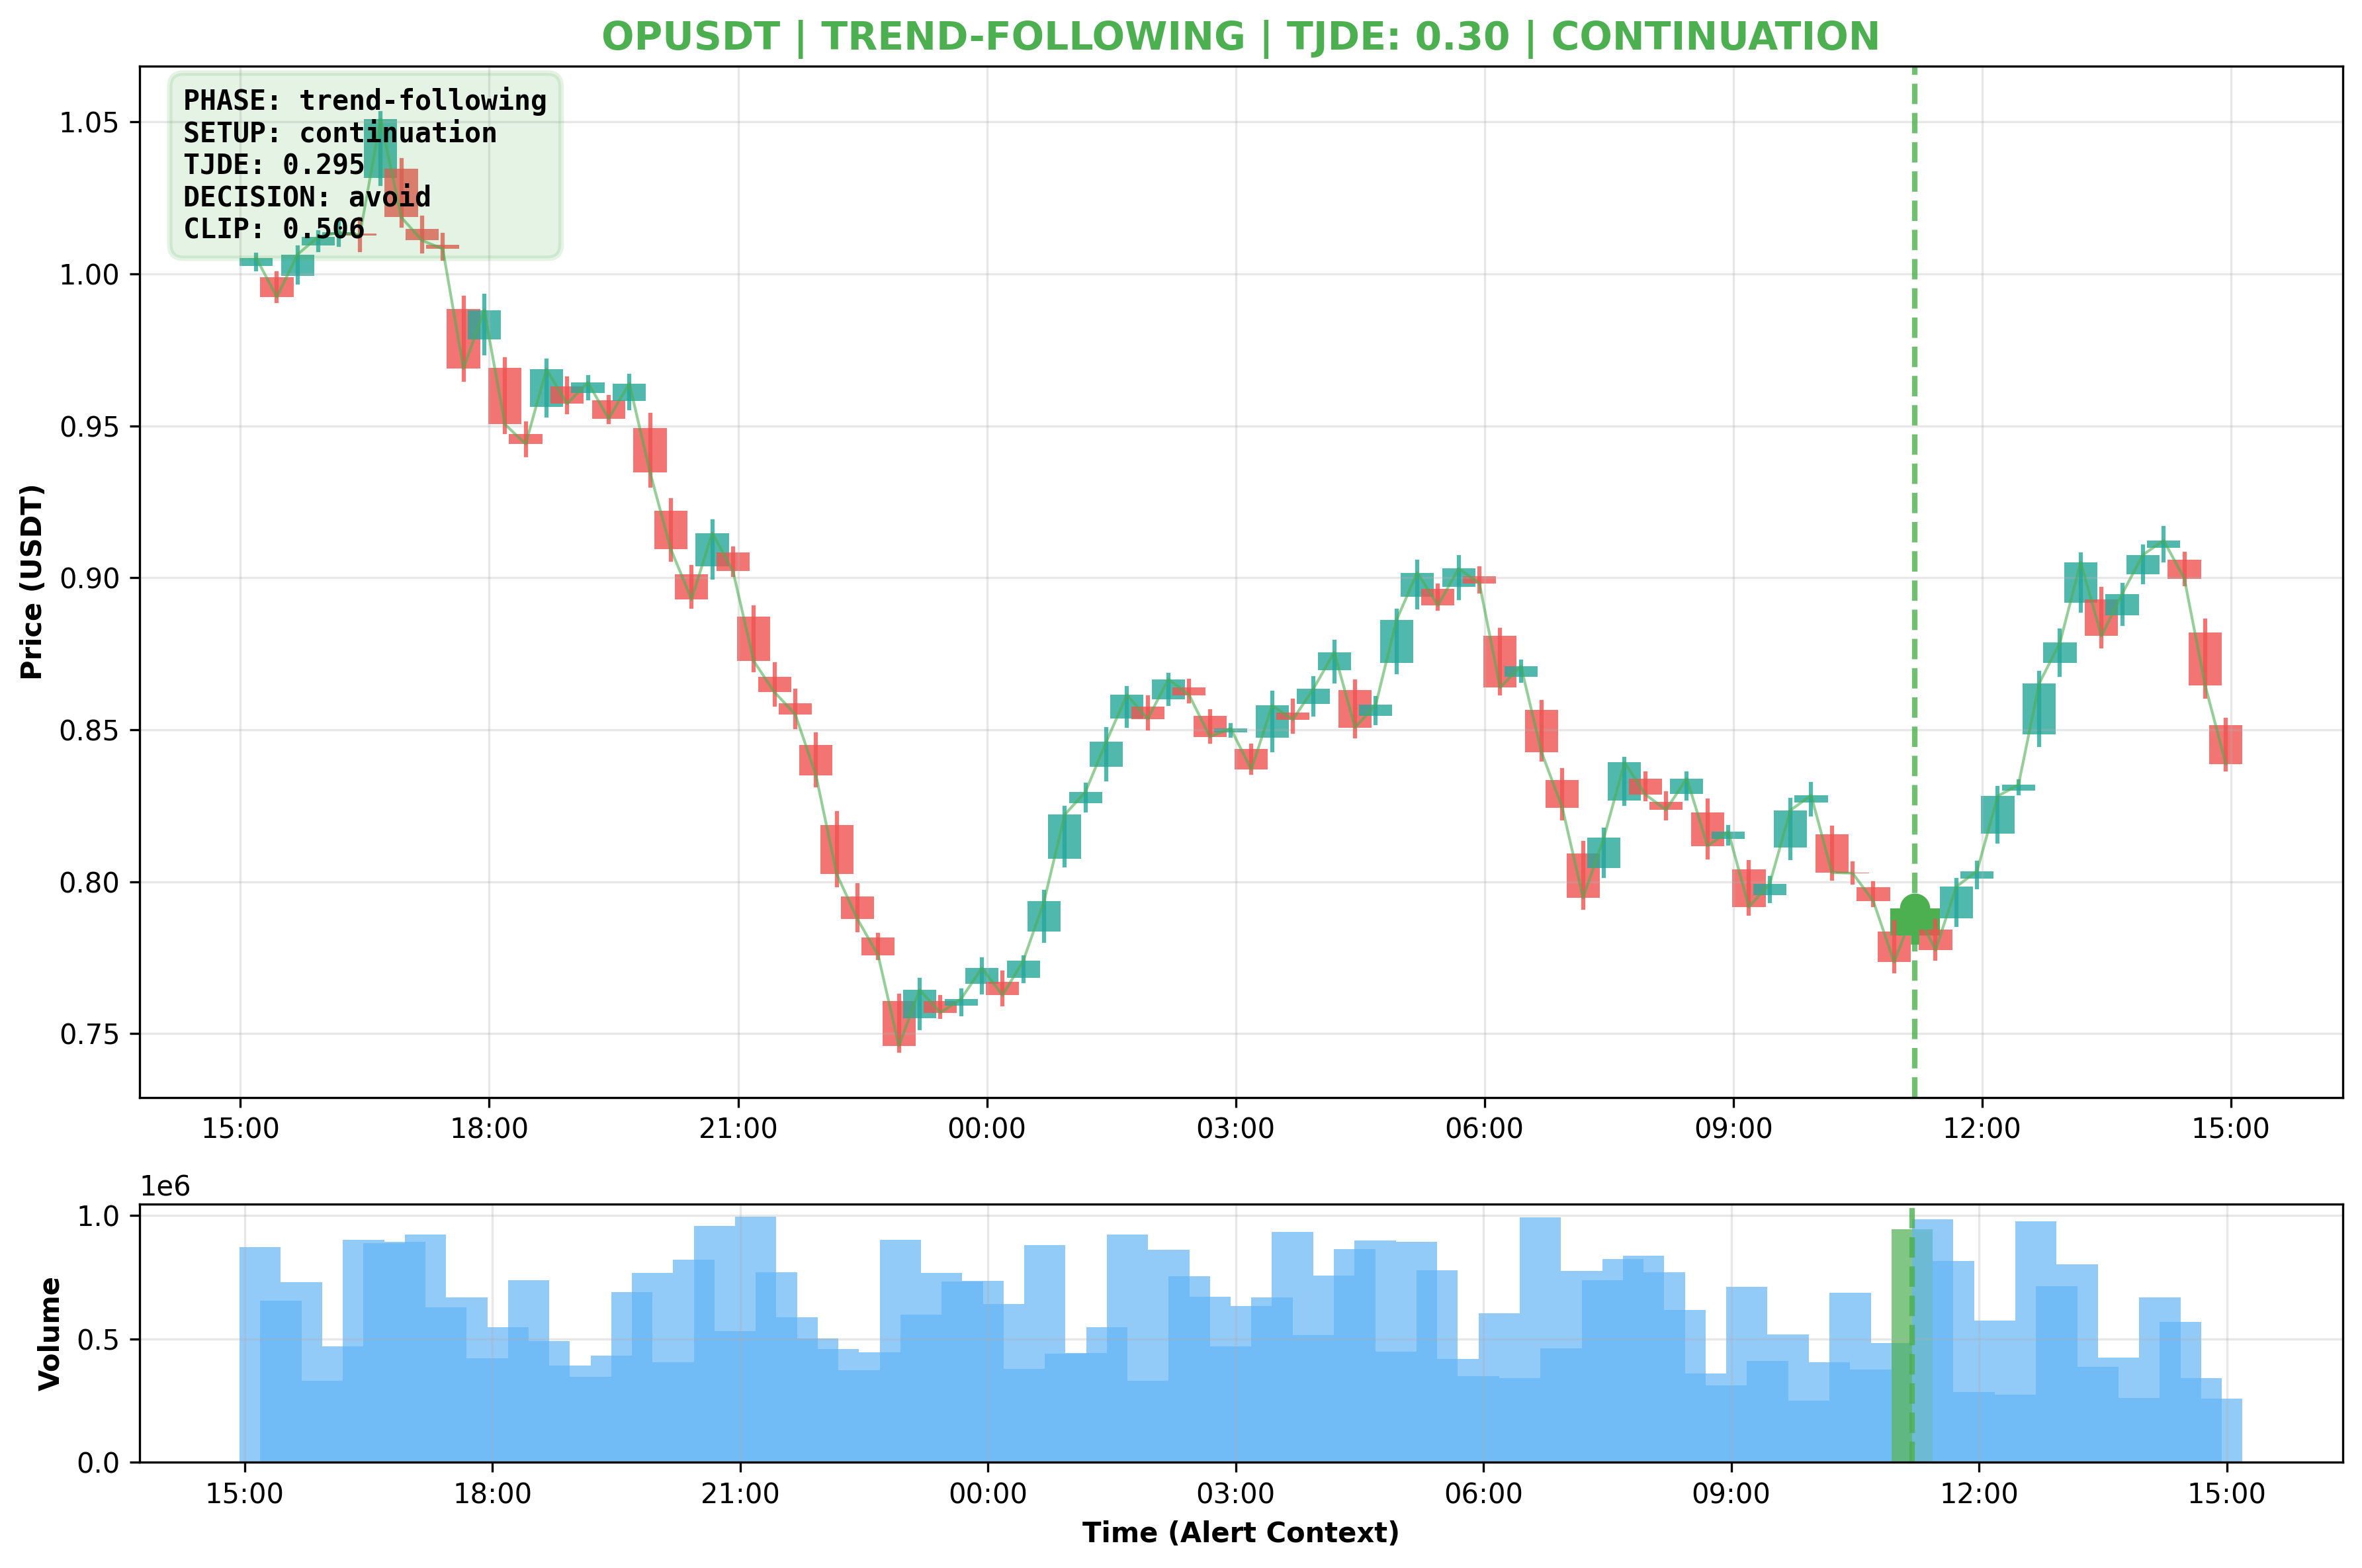 OPUSDT | TREND-FOLLOWING | TJDE: 0.30 | CONTINUATION
PHASE: trend-following
SETUP: continuation
TJDE: 0.295
DECISION: avoid
CLIP: 0.506
Price (USDT)
1.05
1.00
0.95
0.90
0.85
0.80
0.75
15:00 18:00 21:00 00:00 03:00 06:00 09:00 12:00 15:00
1e6
Volume
1.0
0.5
0.0
15:00 18:00 21:00 00:00 03:00 06:00 09:00 12:00 15:00
Time (Alert Context)